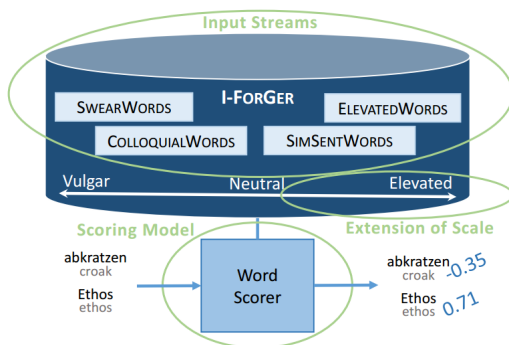 Input Streams
I-FORGER
SWEARWORDS
ELEVATEDWORDS
COLLOQUIALWORDS
SIMSENTWORDS
Vulgar
Neutral
Elevated
Scoring Model
Extension of Scale
abkratzen
croak
Ethos
ethos
Word
Scorer
abkratzen -0.35
croak
Ethos 0.71
ethos